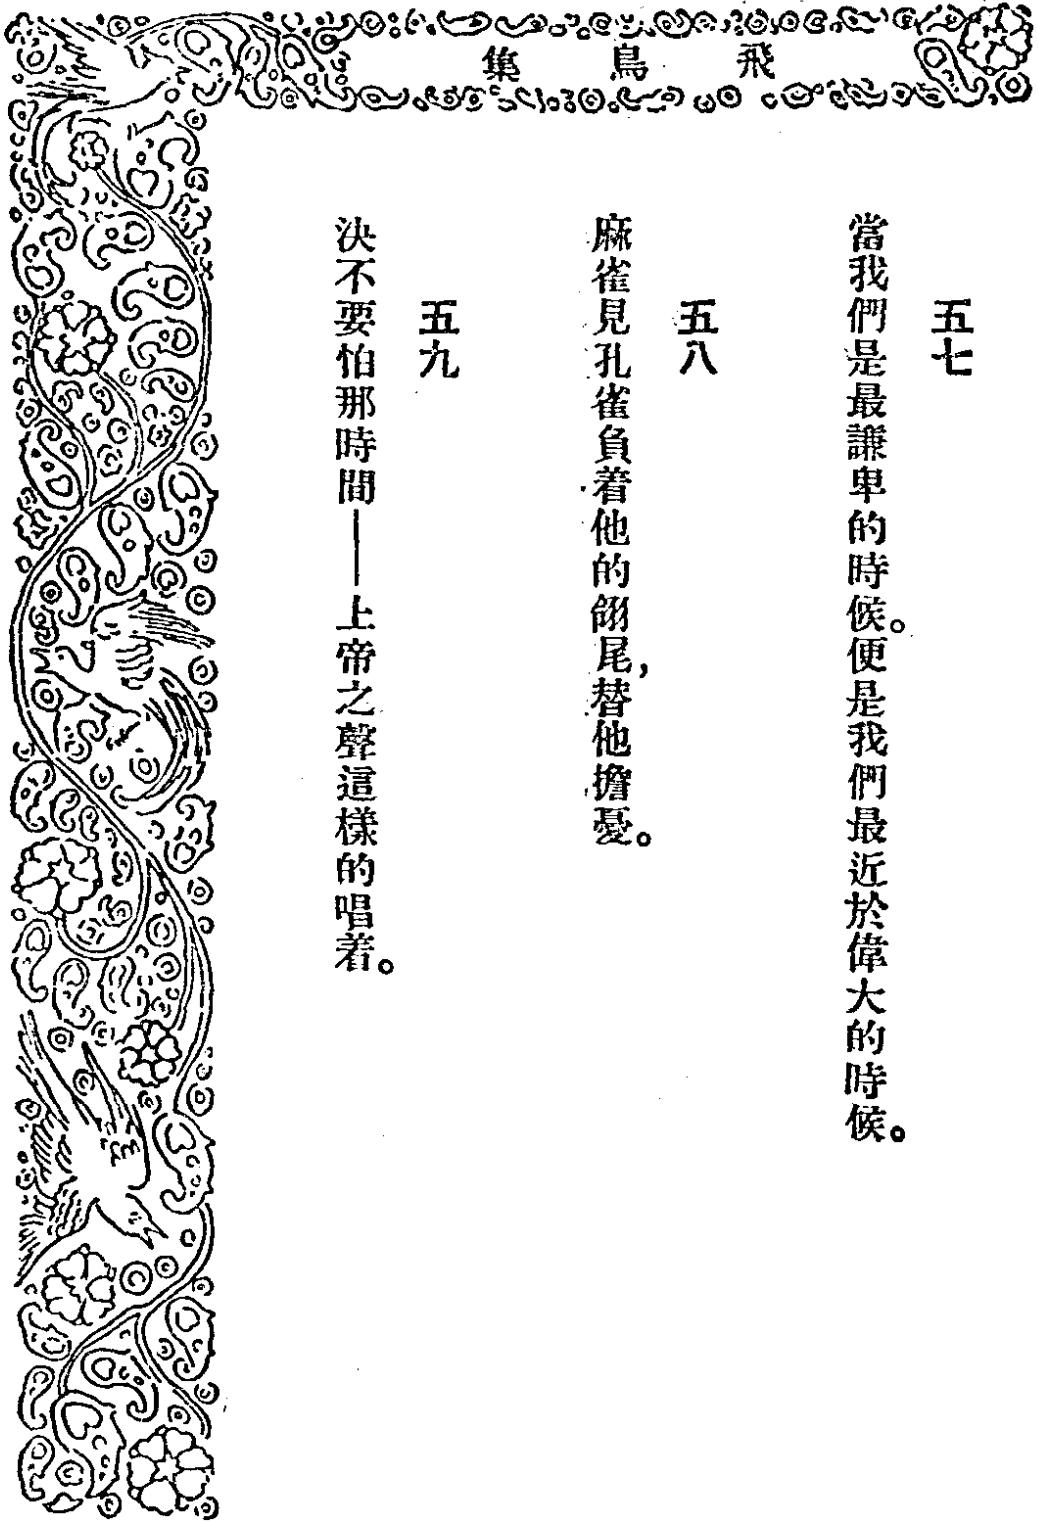 飛鳥集
五七
當我們是最謙卑的時候。便是我們最近於偉大的時候。
五八
麻雀見孔雀負着他的翎尾，替他擔憂。
五九
決不要怕那時間——上帝之聲這樣的唱着。